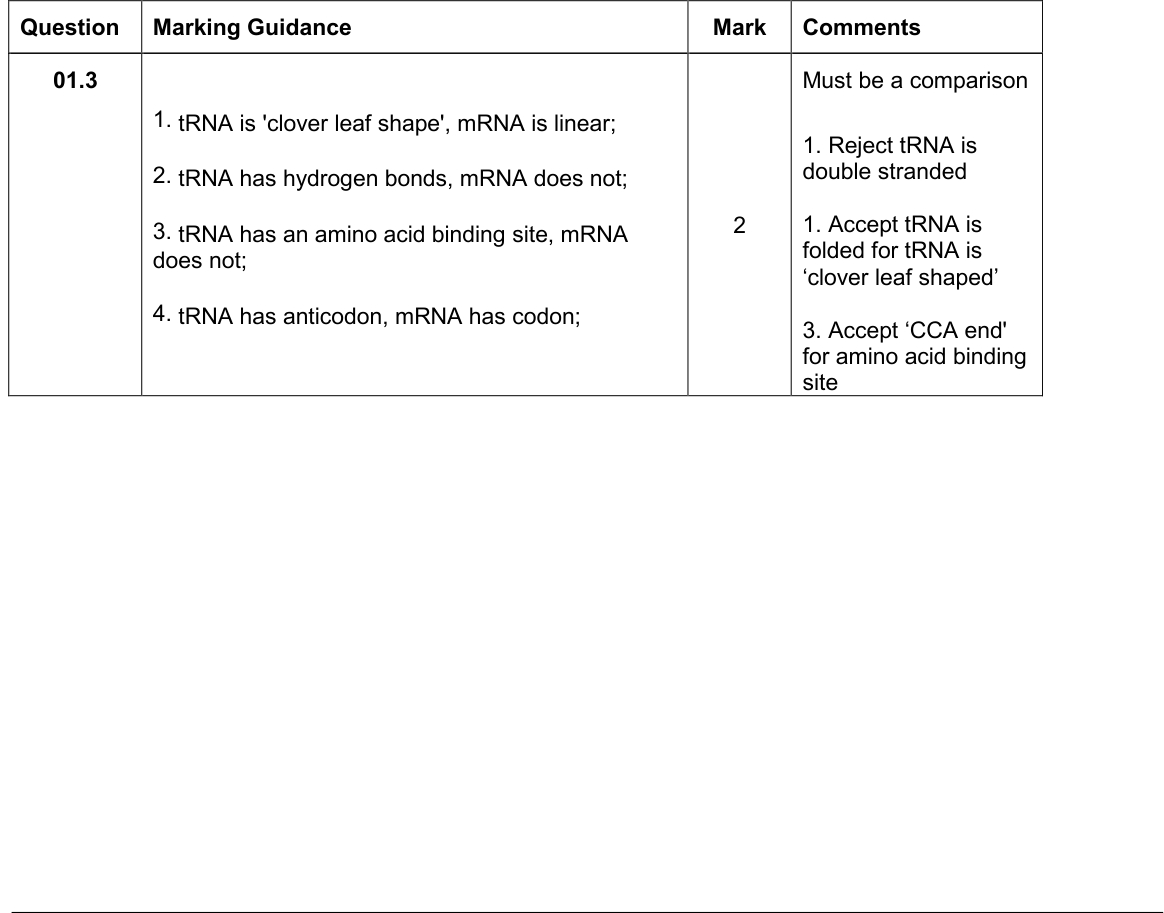 Question Marking Guidance Mark Comments
01.3
1. tRNA is 'clover leaf shape', mRNA is linear;
2. tRNA has hydrogen bonds, mRNA does not;
3. tRNA has an amino acid binding site, mRNA
does not;
4. tRNA has anticodon, mRNA has codon;
2
Must be a comparison
1. Reject tRNA is
double stranded
1. Accept tRNA is
folded for tRNA is
‘clover leaf shaped’
3. Accept ‘CCA end'
for amino acid binding
site